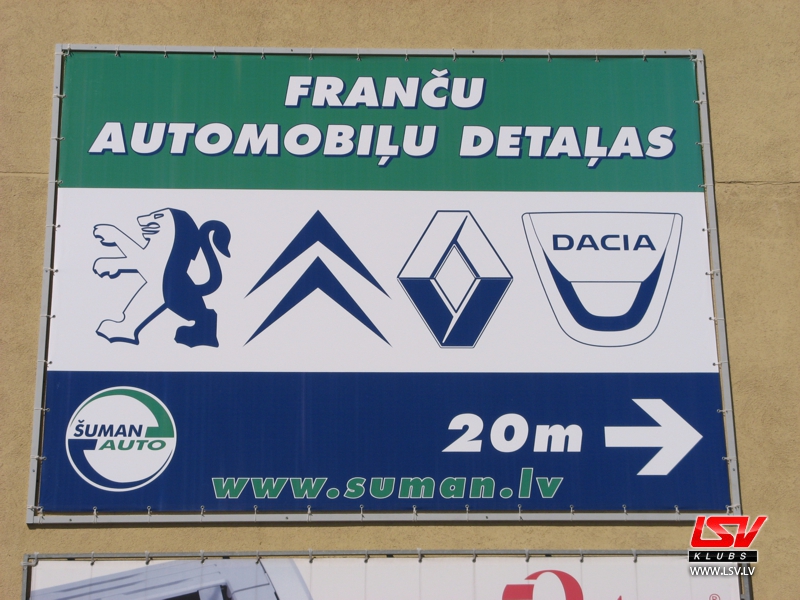 FRANČU
AUTOMOBIĻU DETAĻAS
DACIA
ŠUMAN
AUTO
20m
www.suman.lv
LSV
KLUBS
www.LSV.LV